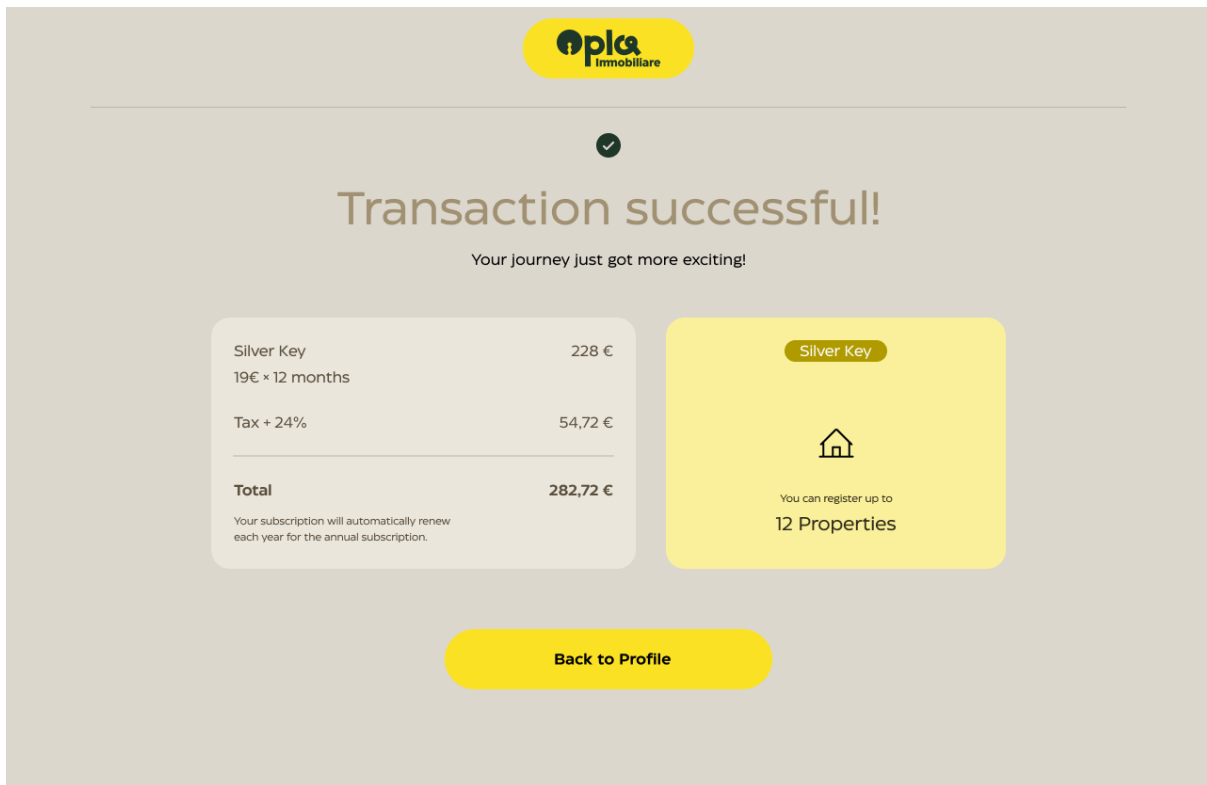 Opla
Immobiliare
Transaction successful!
Your journey just got more exciting!
Silver Key 228 €
19€ × 12 months
Tax + 24% 54,72 €
Total 282,72 €
Your subscription will automatically renew
each year for the annual subscription.
Silver Key
You can register up to
12 Properties
Back to Profile